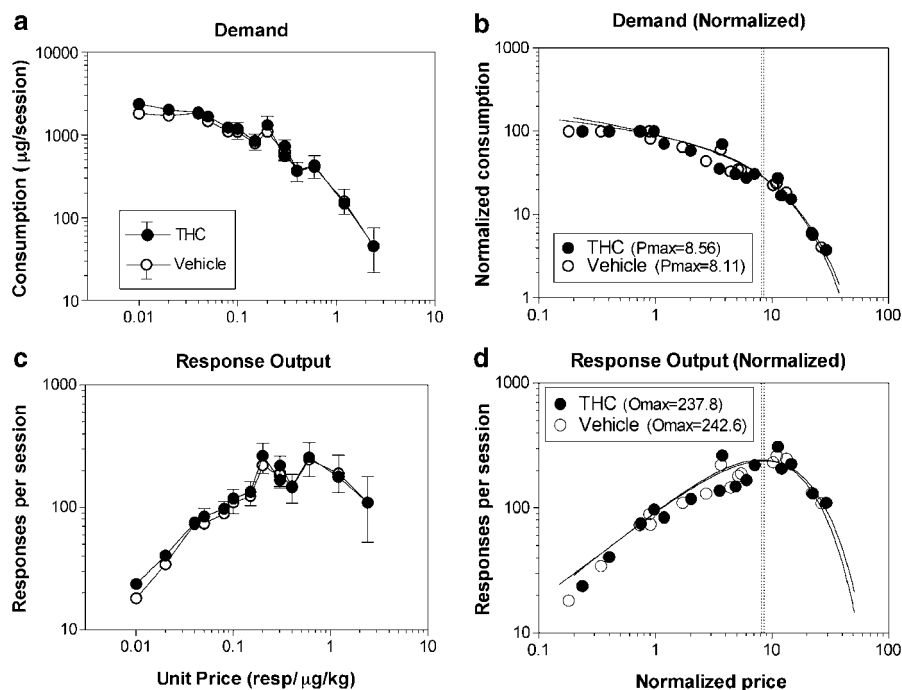 a
Demand
Consumption ( μg/session)
10000
1000
100
10
0.01
0.1
1
10
THC
Vehicle
b
Demand (Normalized)
Normalized consumption
1000
100
10
1
0.1
1
10
100
THC (Pmax=8.56)
Vehicle (Pmax=8.11)
c
Response Output
Responses per session
1000
100
10
0.01
0.1
1
10
Unit Price (resp/ μg/kg)
d
Response Output (Normalized)
Responses per session
1000
100
10
0.1
1
10
100
THC (Omax=237.8)
Vehicle (Omax=242.6)
Normalized price